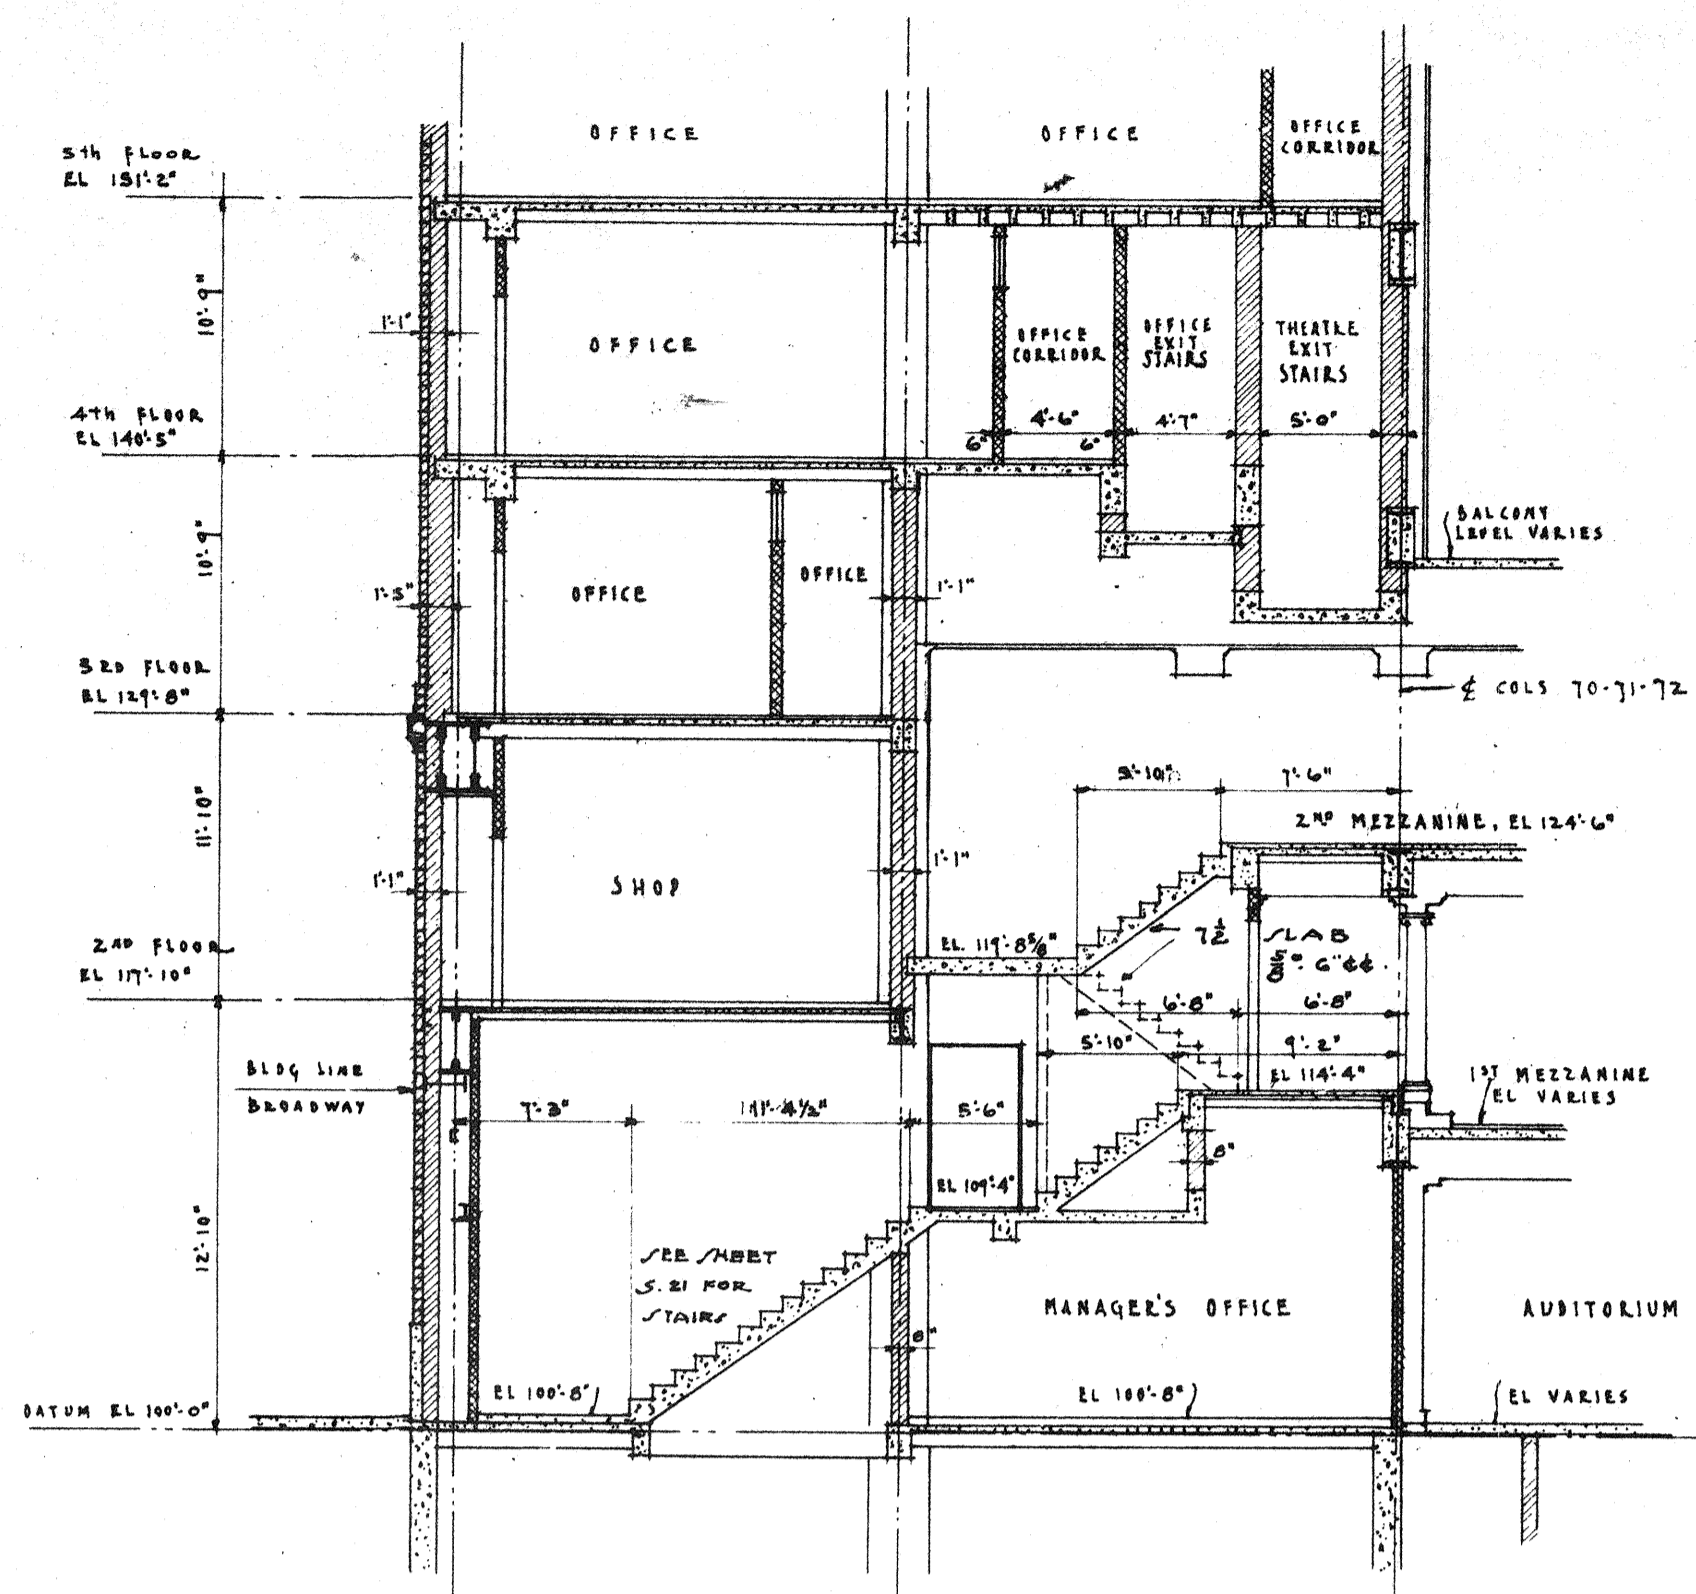 OFFICE
OFFICE
OFFICE
CORRIDOR
5th FLOOR
EL 151'-2"
10'-9"
1'-1"
OFFICE
OFFICE
CORRIDOR
OFFICE
EXIT
STAIRS
THEATRE
EXIT
STAIRS
4th FLOOR
EL 140'-5"
6"
4'-6"
6"
4'-7"
5'-0"
BALCONY
LEVEL VARIES
10'-9"
1'-5"
OFFICE
OFFICE
1'-1"
3RD FLOOR
EL 129'-8"
℄ COLS 70-71-72
5'-10"
7'-6"
2ND MEZZANINE, EL 124'-6"
11'-10"
1'-1"
SHOP
1'-1"
2ND FLOOR
EL 117'-10"
EL. 119'-8 5/8"
7 1/2
SLAB
6" ȼȼ.
6'-8"
6'-8"
5'-10"
9'-2"
EL 114'-4"
1ST MEZZANINE
EL VARIES
BLDG LINE
BROADWAY
7'-3"
5'-6"
8"
EL 109'-4"
12'-10"
SEE SHEET
S.21 FOR
STAIRS
MANAGER'S OFFICE
AUDITORIUM
8"
EL 100'-8"
EL 100'-8"
EL VARIES
DATUM EL 100'-0"